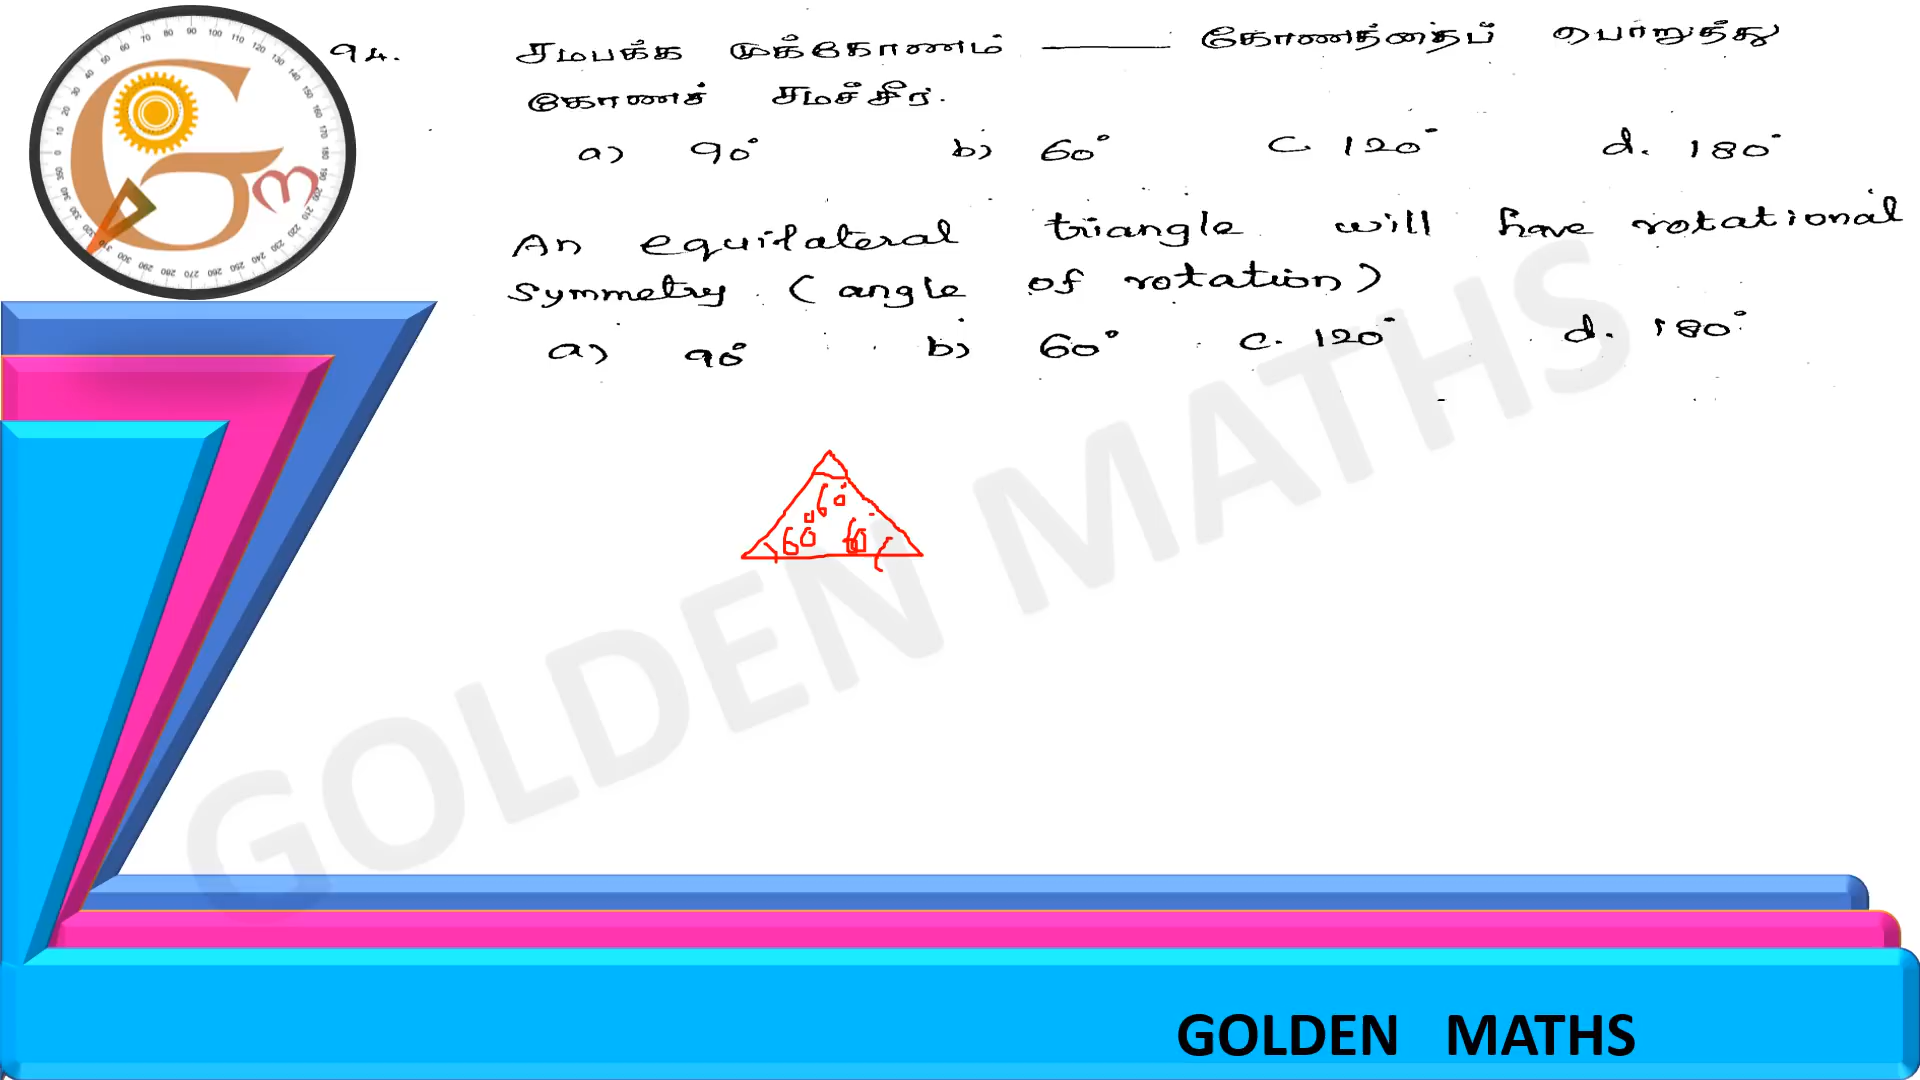 94. சமபக்க முக்கோணம் ______ கோணத்தைப் பொறுத்து
கோணச் சமச்சீர்.
a) 90° b) 60° c. 120° d. 180°
An equilateral triangle will have rotational
symmetry. (angle of rotation)
a) 90° b) 60° c. 120° d. 180°
60°
60° 60°
GOLDEN MATHS
GOLDEN MATHS